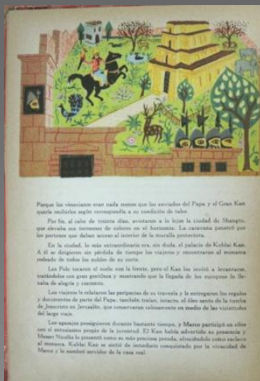 Porque los venecianos eran nada menos que los enviados del Papa y el Gran Kan
quería recibirlos según correspondía a su condición de tales.
Por fin, al cabo de treinta días, avistaron a lo lejos la ciudad de Shangtu,
que elevaba sus torreones de colores en el horizonte. La caravana penetró por
los portones que daban acceso al interior de la muralla protectora.
En la ciudad, lo más extraordinario era, sin duda, el palacio de Kublai Kan.
A él se dirigieron sin pérdida de tiempo los viajeros y encontraron al monarca
rodeado de todos los nobles de su corte.
Los Polo tocaron el suelo con la frente, pero el Kan los invitó a levantarse,
tratándolos con gran gentileza y mostrando que la llegada de los europeos lo lle-
naba de alegría y contento.
Los viajeros le relataron las peripecias de su travesía y le entregaron los regalos
y documentos de parte del Papa; también traían, intacto, el óleo santo de la tumba
de Jesucristo en Jerusalén, que conservaron celosamente en medio de las vicisitudes
del largo viaje.
Los agasajos prosiguieron durante bastante tiempo, y Marco participó en ellos
con el entusiasmo propio de la juventud. El Kan había advertido su presencia y
Messer Nicolás lo presentó como su más preciosa prenda, ofreciéndolo como esclavo
al monarca. Kublai Kan se sintió de inmediato conquistado por la vivacidad de
Marco y lo nombró servidor de la casa real.